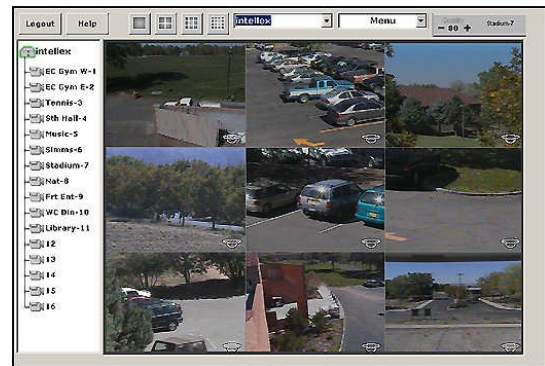 Logout Help intellex Menu Quality - 80 + Stadium-7
intellex
EC Gym W-1
EC Gym E-2
Tennis-3
Sth Hall-4
Music-5
Simms-6
Stadium-7
Nat-8
Frt Ent-9
WC Din-10
Library-11
12
13
14
15
16